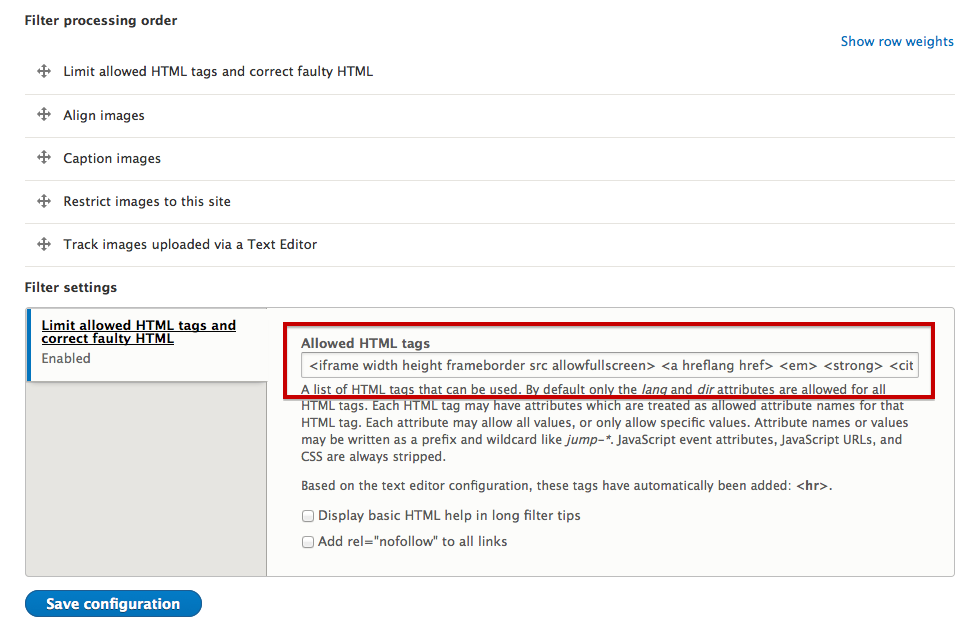 Filter processing order
Show row weights
Limit allowed HTML tags and correct faulty HTML
Align images
Caption images
Restrict images to this site
Track images uploaded via a Text Editor
Filter settings
Limit allowed HTML tags and
correct faulty HTML
Enabled
Allowed HTML tags
<iframe width height frameborder src allowfullscreen> <a hreflang href> <em> <strong> <cit
A list of HTML tags that can be used. By default only the lang and dir attributes are allowed for all
HTML tags. Each HTML tag may have attributes which are treated as allowed attribute names for that
HTML tag. Each attribute may allow all values, or only allow specific values. Attribute names or values
may be written as a prefix and wildcard like jump-*. JavaScript event attributes, JavaScript URLs, and
CSS are always stripped.
Based on the text editor configuration, these tags have automatically been added: <hr>.
Display basic HTML help in long filter tips
Add rel="nofollow" to all links
Save configuration